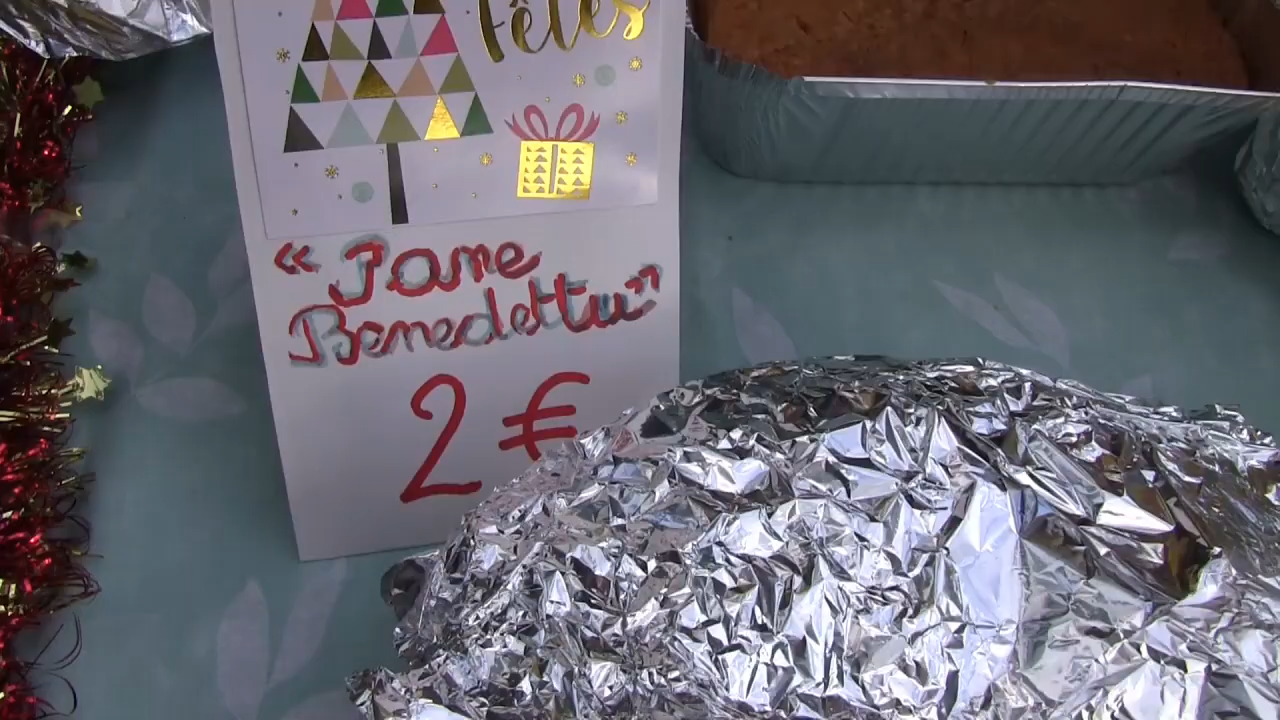 Fêtes
« Pane
Benedettu »
2 €